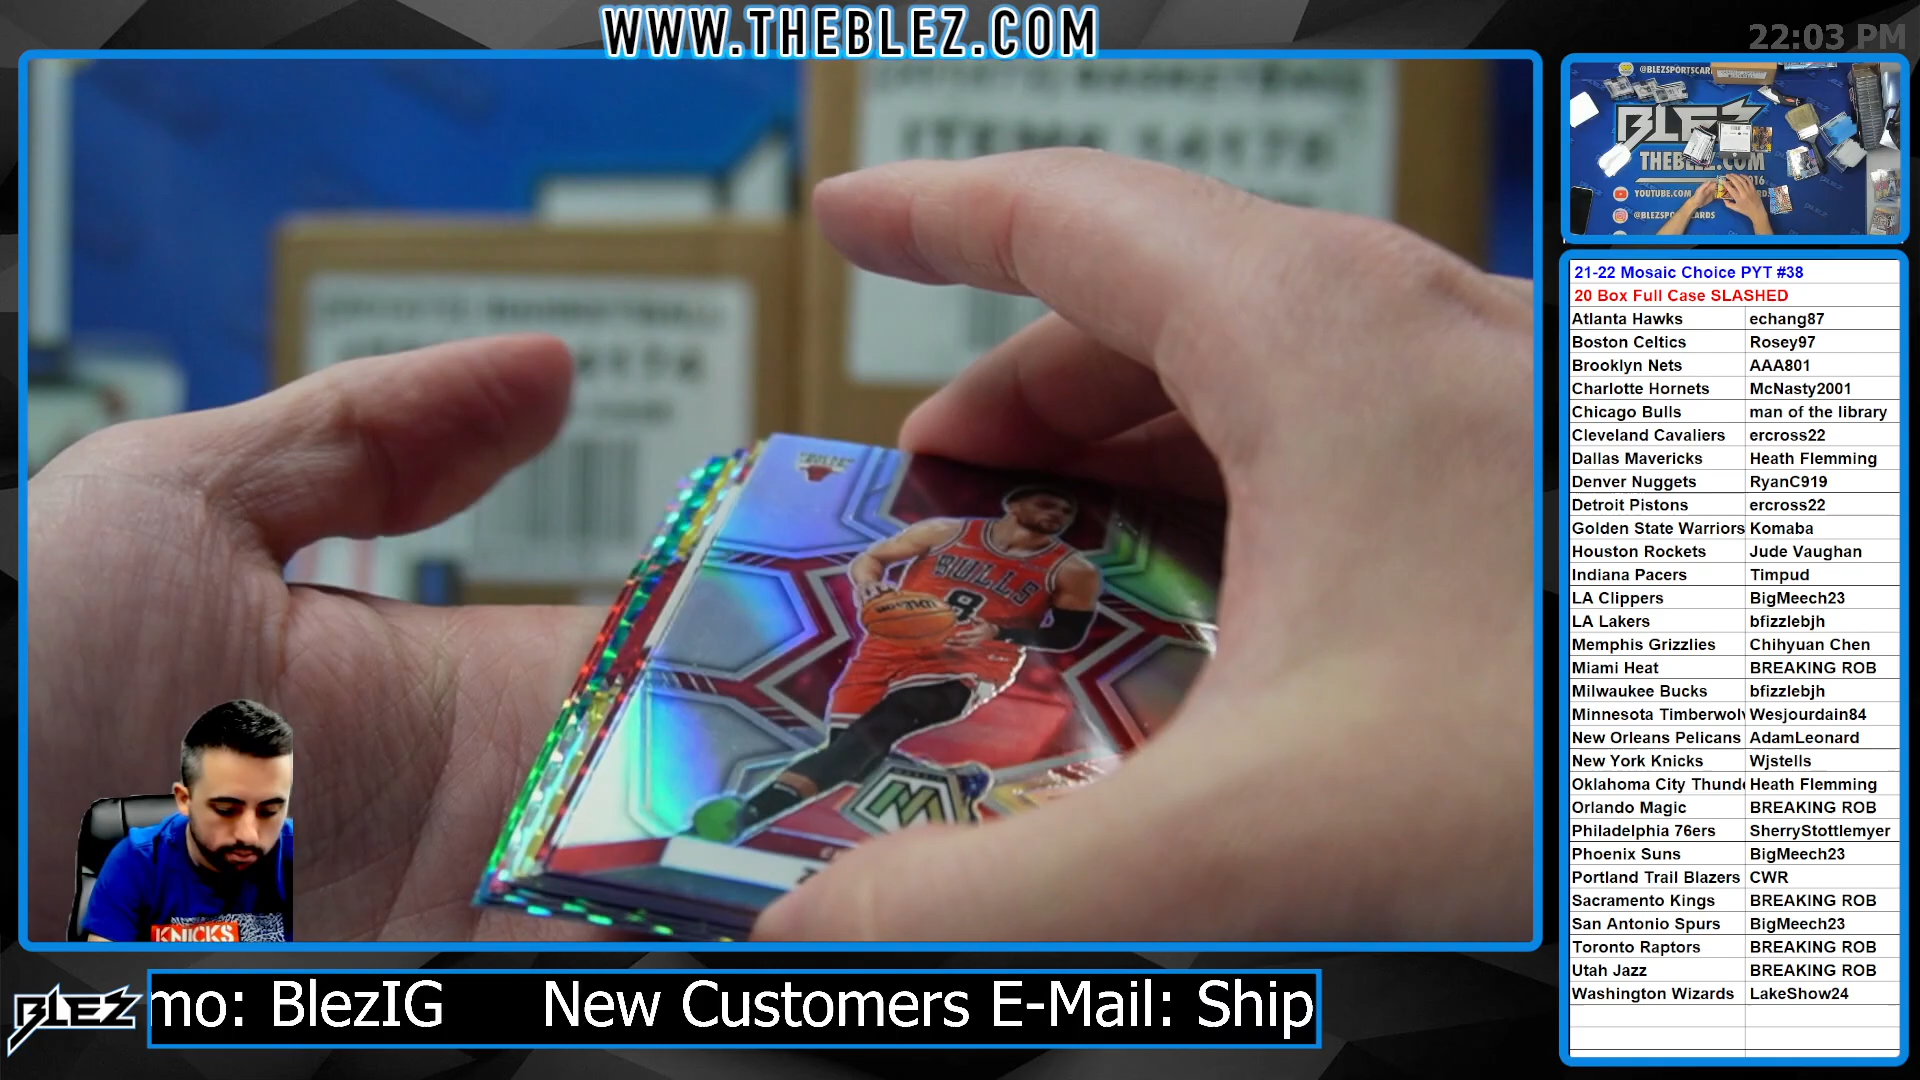 WWW.THEBLEZ.COM
22:03 PM
BULLS
8
Wilson
KNICKS
BLEZ
THEBLEZ.COM
YOUTUBE.COM
21-22 Mosaic Choice PYT #38
20 Box Full Case SLASHED
Atlanta Hawks echang87
Boston Celtics Rosey97
Brooklyn Nets AAA801
Charlotte Hornets McNasty2001
Chicago Bulls man of the library
Cleveland Cavaliers ercross22
Dallas Mavericks Heath Flemming
Denver Nuggets RyanC919
Detroit Pistons ercross22
Golden State Warriors Komaba
Houston Rockets Jude Vaughan
Indiana Pacers Timpud
LA Clippers BigMeech23
LA Lakers bfizzlebjh
Memphis Grizzlies Chihyuan Chen
Miami Heat BREAKING ROB
Milwaukee Bucks bfizzlebjh
Minnesota Timberwolv Wesjourdain84
New Orleans Pelicans AdamLeonard
New York Knicks Wjstells
Oklahoma City Thunde Heath Flemming
Orlando Magic BREAKING ROB
Philadelphia 76ers SherryStottlemyer
Phoenix Suns BigMeech23
Portland Trail Blazers CWR
Sacramento Kings BREAKING ROB
San Antonio Spurs BigMeech23
Toronto Raptors BREAKING ROB
Utah Jazz BREAKING ROB
Washington Wizards LakeShow24
BLEZ
mo: BlezIG New Customers E-Mail: Ship